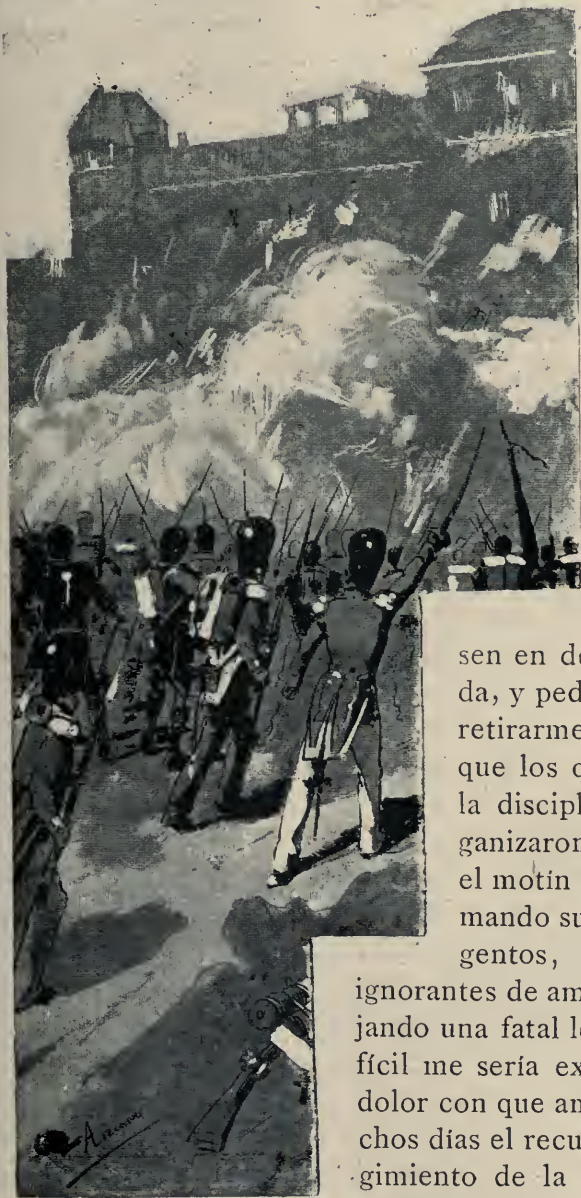 sen en de
da, y ped
retirarme
que los c
la discipl
ganizaron
el motín
mando su
gentos,
ignorantes de am
jando una fatal l
fícil me sería ex
dolor con que an
chos días el recu
gimiento de la